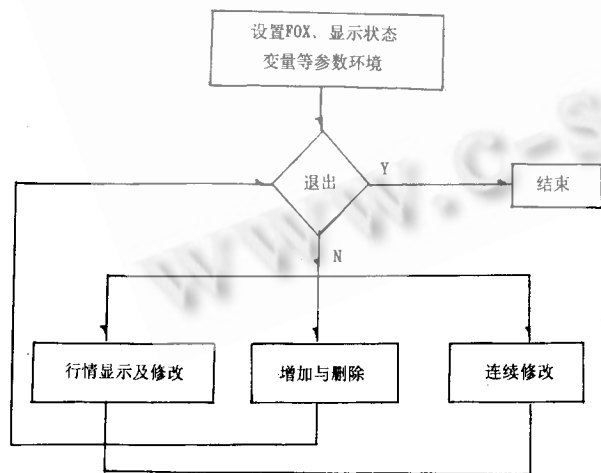 设置FOX、显示状态
变量等参数环境
退出
Y
结束
N
行情显示及修改
增加与删除
连续修改
www.c-s